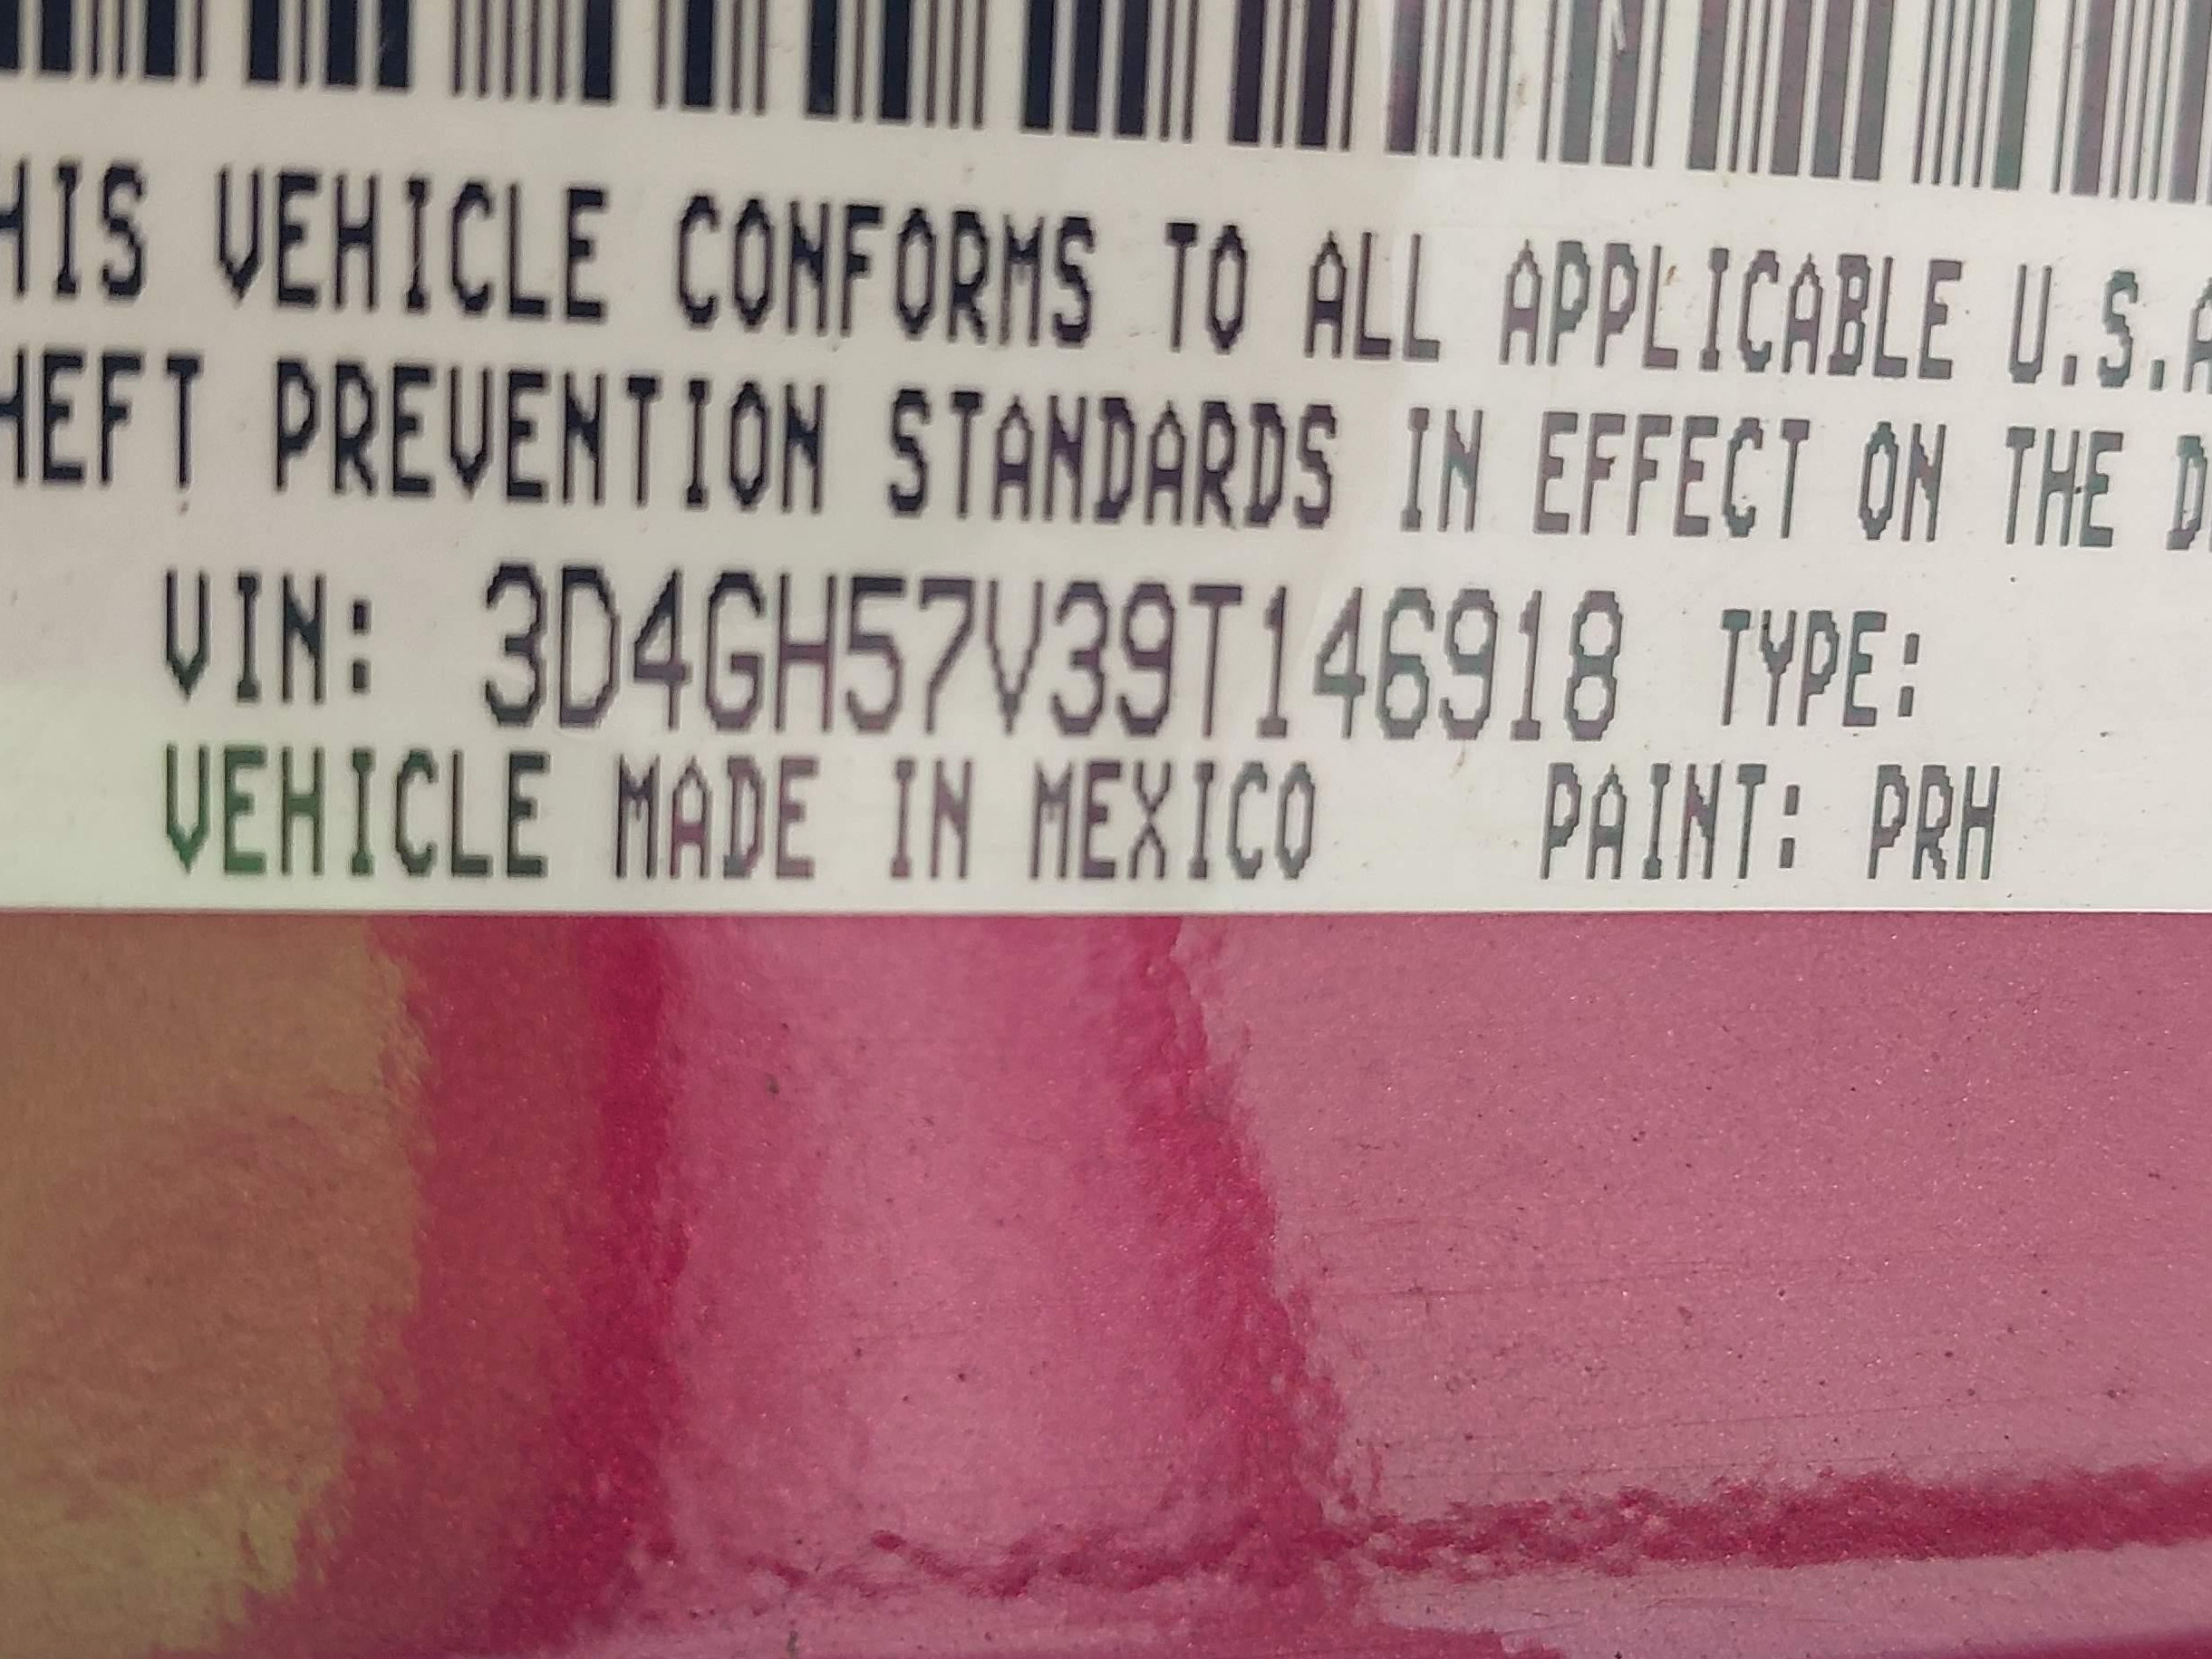 HIS VEHICLE CONFORMS TO ALL APPLICABLE U.S.A
HEFT PREVENTION STANDARDS IN EFFECT ON THE D
VIN: 3D4GH57V39T146918 TYPE:
VEHICLE MADE IN MEXICO PAINT: PRH